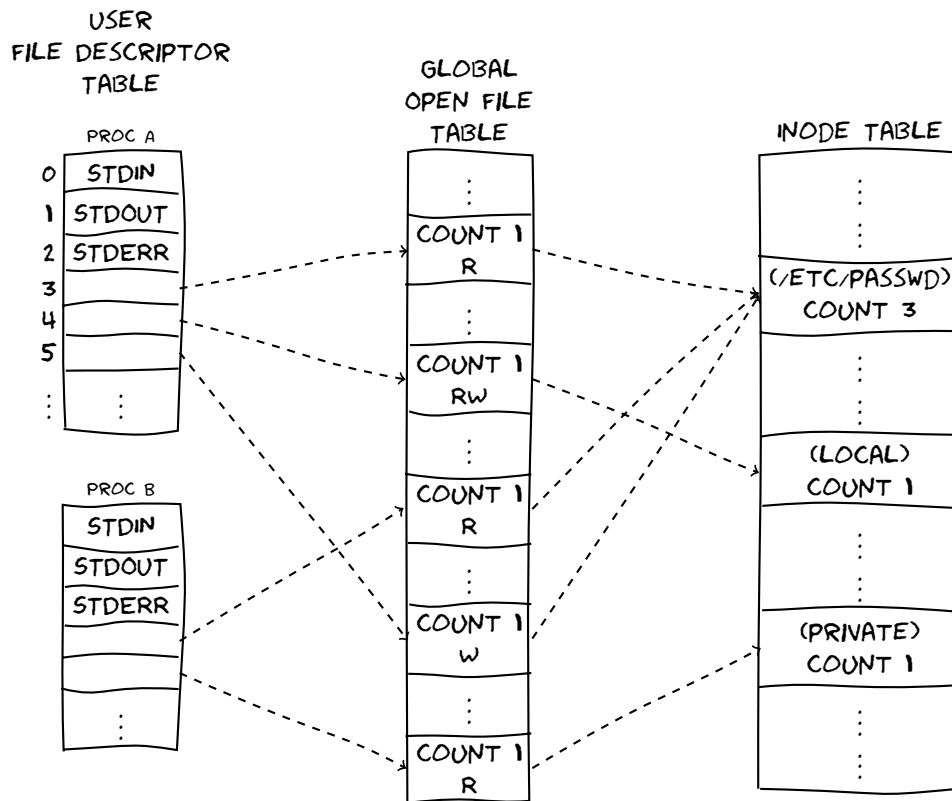 USER
FILE DESCRIPTOR
TABLE
PROC A
0 STDIN
1 STDOUT
2 STDERR
3
4
5
⋮ ⋮
PROC B
STDIN
STDOUT
STDERR
⋮
GLOBAL
OPEN FILE
TABLE
⋮
COUNT 1
R
⋮
COUNT 1
RW
⋮
COUNT 1
R
⋮
COUNT 1
W
⋮
COUNT 1
R
INODE TABLE
⋮
(/ETC/PASSWD)
COUNT 3
⋮
(LOCAL)
COUNT 1
⋮
(PRIVATE)
COUNT 1
⋮